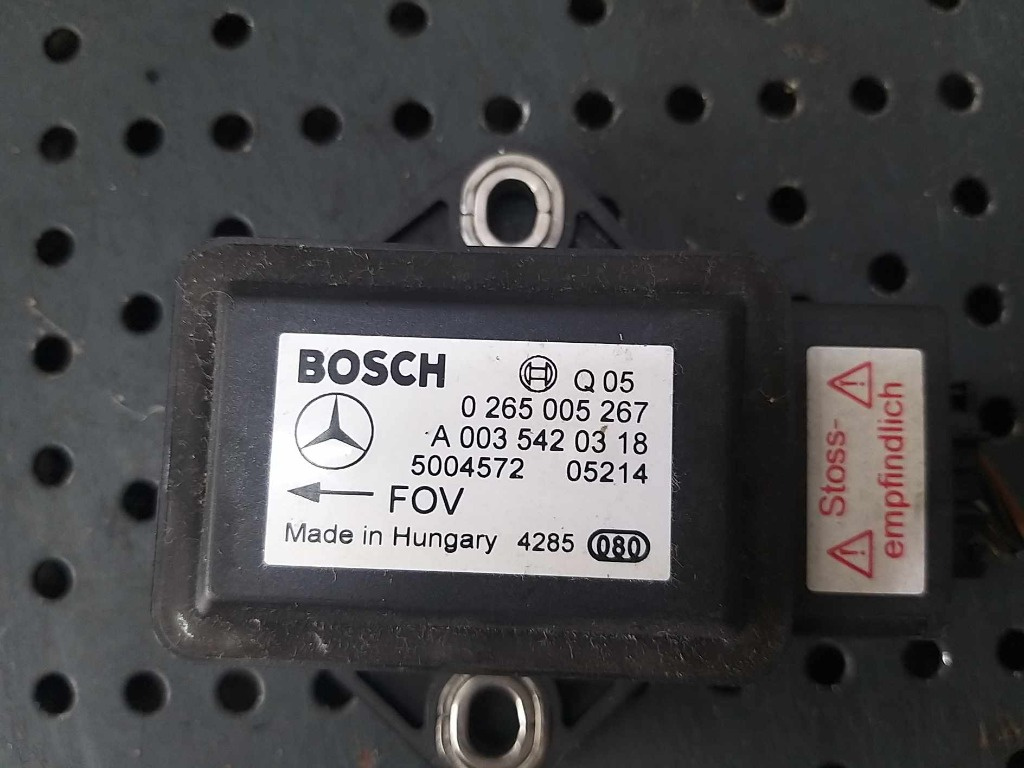 BOSCH
Q 05
0 265 005 267
A 003 542 03 18
5004572 05214
FOV
Made in Hungary 4285 080
Stoss-
empfindlich